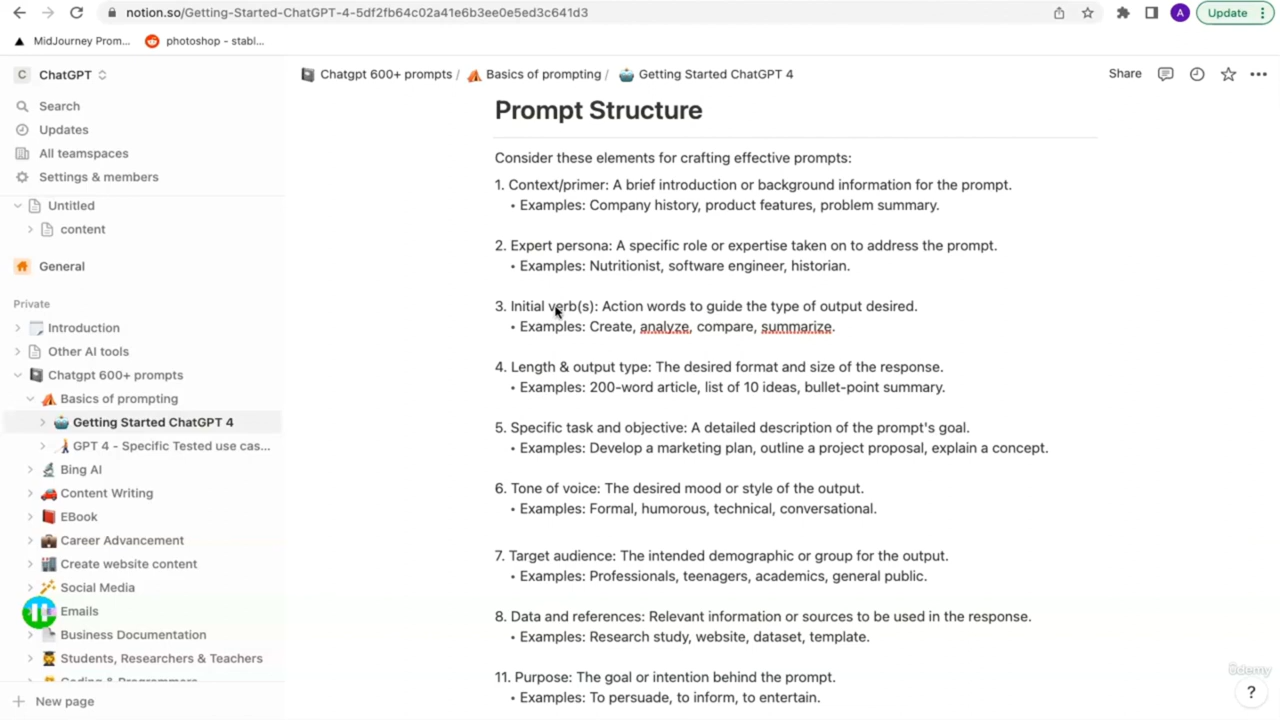 notion.so/Getting-Started-ChatGPT-4-5df2fb64c02a41e6b3ee0e5ed3c641d3
A
Update
MidJourney Prom...
photoshop - stabl...
C ChatGPT
Search
Updates
All teamspaces
Settings & members
Untitled
content
General
Private
Introduction
Other AI tools
Chatgpt 600+ prompts
Basics of prompting
Getting Started ChatGPT 4
GPT 4 - Specific Tested use cas...
Bing AI
Content Writing
EBook
Career Advancement
Create website content
Social Media
Emails
Business Documentation
Students, Researchers & Teachers
Coding & Programmers
New page
Chatgpt 600+ prompts / Basics of prompting / Getting Started ChatGPT 4
Share
Prompt Structure
Consider these elements for crafting effective prompts:
1. Context/primer: A brief introduction or background information for the prompt.
• Examples: Company history, product features, problem summary.
2. Expert persona: A specific role or expertise taken on to address the prompt.
• Examples: Nutritionist, software engineer, historian.
3. Initial verb(s): Action words to guide the type of output desired.
• Examples: Create, analyze, compare, summarize.
4. Length & output type: The desired format and size of the response.
• Examples: 200-word article, list of 10 ideas, bullet-point summary.
5. Specific task and objective: A detailed description of the prompt's goal.
• Examples: Develop a marketing plan, outline a project proposal, explain a concept.
6. Tone of voice: The desired mood or style of the output.
• Examples: Formal, humorous, technical, conversational.
7. Target audience: The intended demographic or group for the output.
• Examples: Professionals, teenagers, academics, general public.
8. Data and references: Relevant information or sources to be used in the response.
• Examples: Research study, website, dataset, template.
11. Purpose: The goal or intention behind the prompt.
• Examples: To persuade, to inform, to entertain.
ûdemy
?